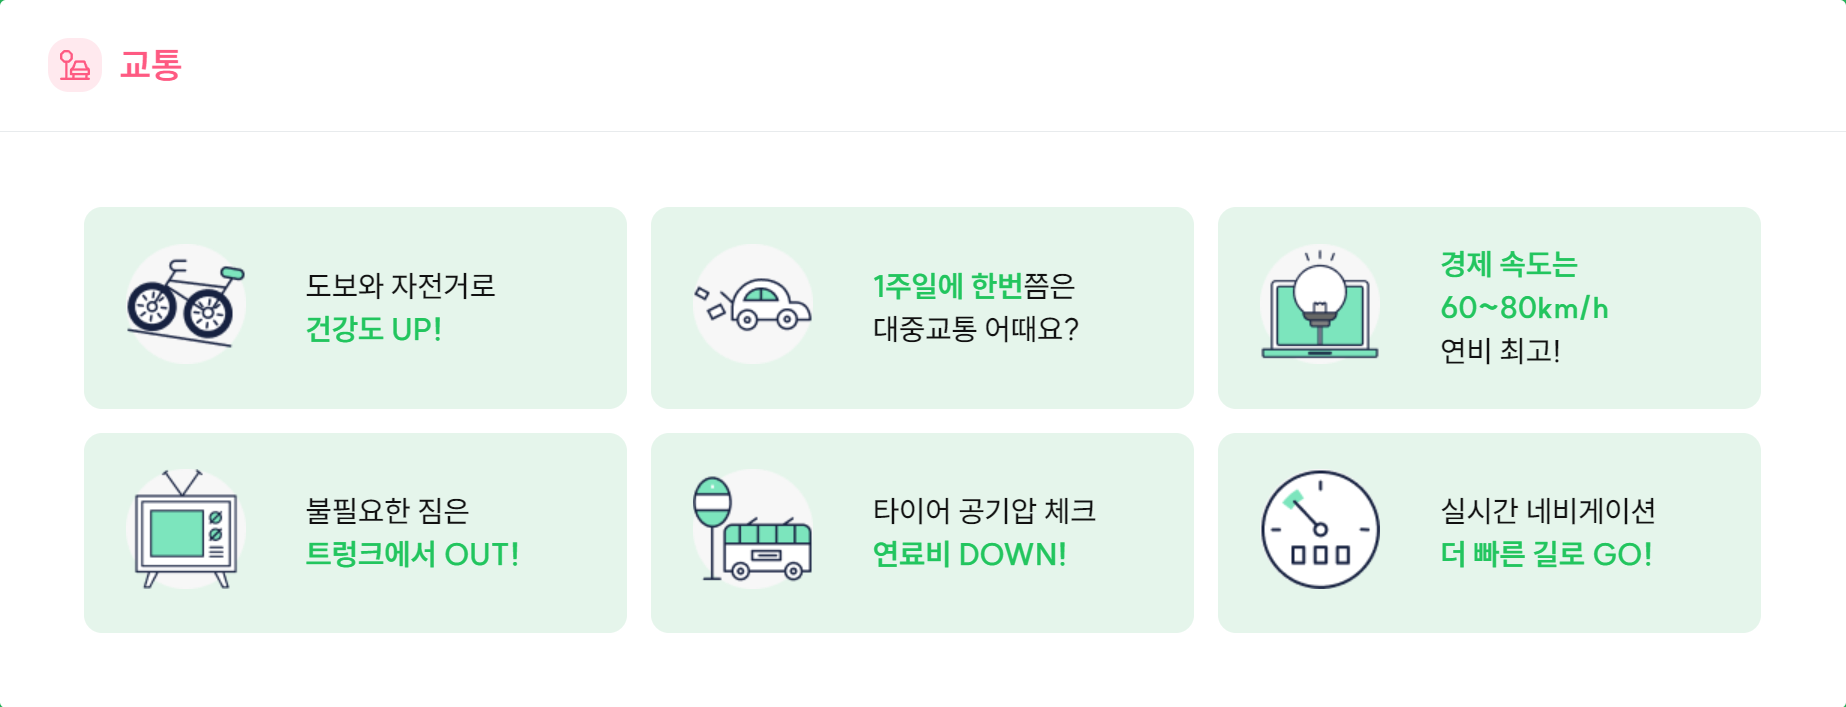 교통
도보와 자전거로
건강도 UP!
1주일에 한번쯤은
대중교통 어때요?
경제 속도는
60~80km/h
연비 최고!
불필요한 짐은
트렁크에서 OUT!
타이어 공기압 체크
연료비 DOWN!
실시간 네비게이션
더 빠른 길로 GO!